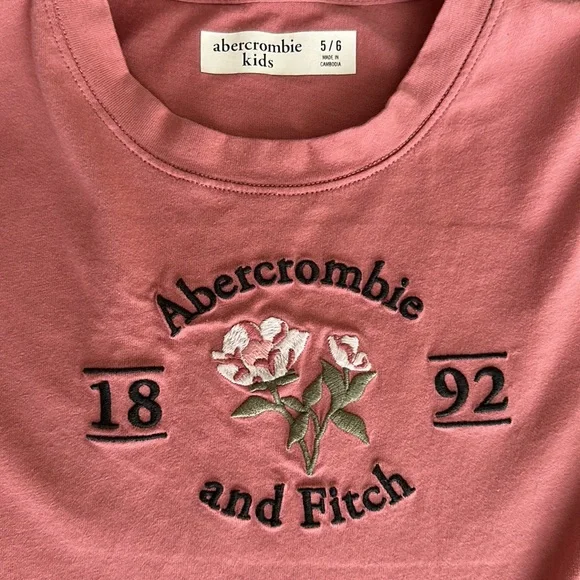 abercrombie
kids
5/6
MADE IN
CAMBODIA
Abercrombie
18
92
and Fitch